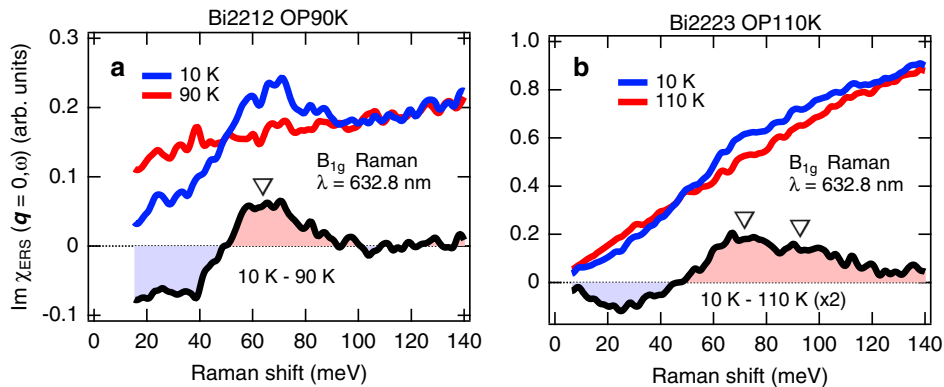 Bi2212 OP90K
Im χERS (q = 0,ω) (arb. units)
0.3
0.2
0.1
0
-0.1
a
10 K
90 K
B1g Raman
λ = 632.8 nm
▽
10 K - 90 K
0 20 40 60 80 100 120 140
Raman shift (meV)
Bi2223 OP110K
1.0
0.8
0.6
0.4
0.2
0
b
10 K
110 K
B1g Raman
λ = 632.8 nm
▽ ▽
10 K - 110 K (x2)
0 20 40 60 80 100 120 140
Raman shift (meV)